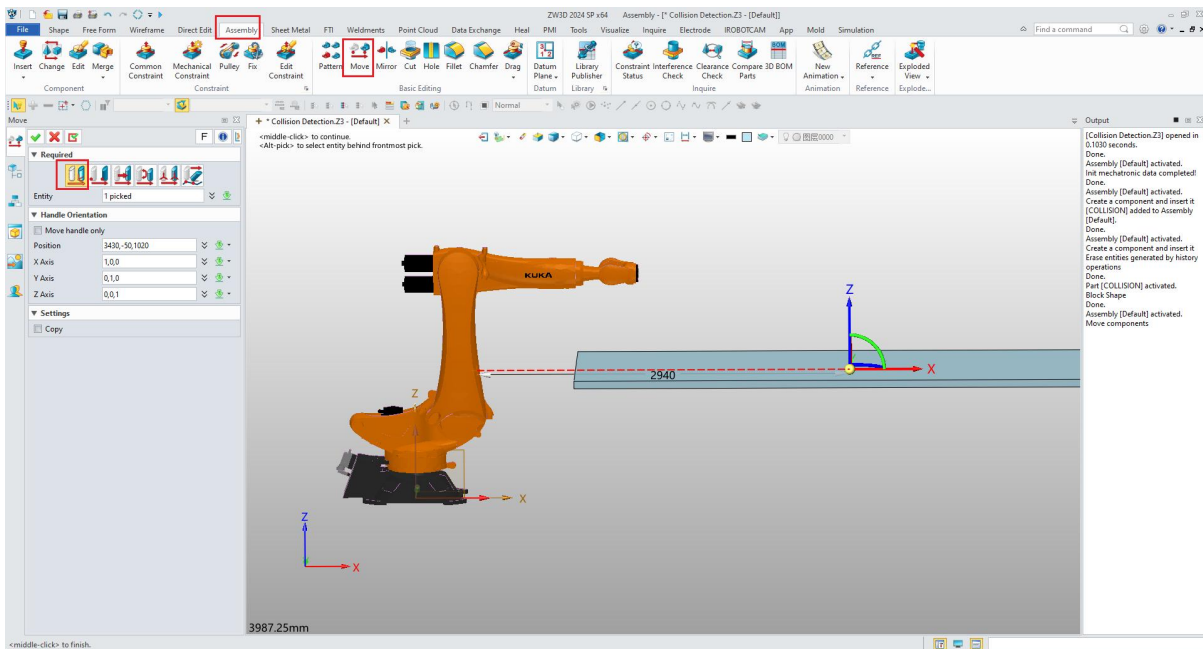 ZW3D 2024 SP x64 Assembly - [* Collision Detection.Z3 - [Default]]
File Shape Free Form Wireframe Direct Edit Assembly Sheet Metal FTI Weldments Point Cloud Data Exchange Heal PMI Tools Visualize Inquire Electrode IROBOTCAM App Mold Simulation Find a command
Insert Change Edit Merge Common Constraint Mechanical Constraint Pulley Fix Edit Constraint Pattern Move Mirror Cut Hole Fillet Chamfer Drag Datum Plane Library Publisher Constraint Status Interference Check Clearance Check Compare Parts 3D BOM New Animation Reference Exploded View
Component Constraint Basic Editing Datum Library Inquire Animation Reference Explode...
Normal
Move
* Collision Detection.Z3 - [Default]
Output
<middle-click> to continue.
<Alt-pick> to select entity behind frontmost pick.
图层0000
F
Required
Entity 1 picked
Handle Orientation
Move handle only
Position 3430,-50,1020
X Axis 1,0,0
Y Axis 0,1,0
Z Axis 0,0,1
Settings
Copy
KUKA
Z
2940
X
Z
X
Z
X
3987.25mm
[Collision Detection.Z3] opened in
0.1030 seconds.
Done.
Assembly [Default] activated.
Init mechatronic data completed!
Done.
Assembly [Default] activated.
Create a component and insert it
[COLLISION] added to Assembly
[Default].
Done.
Assembly [Default] activated.
Create a component and insert it
Erase entities generated by history
operations
Done.
Part [COLLISION] activated.
Block Shape
Done.
Assembly [Default] activated.
Move components
<middle-click> to finish.